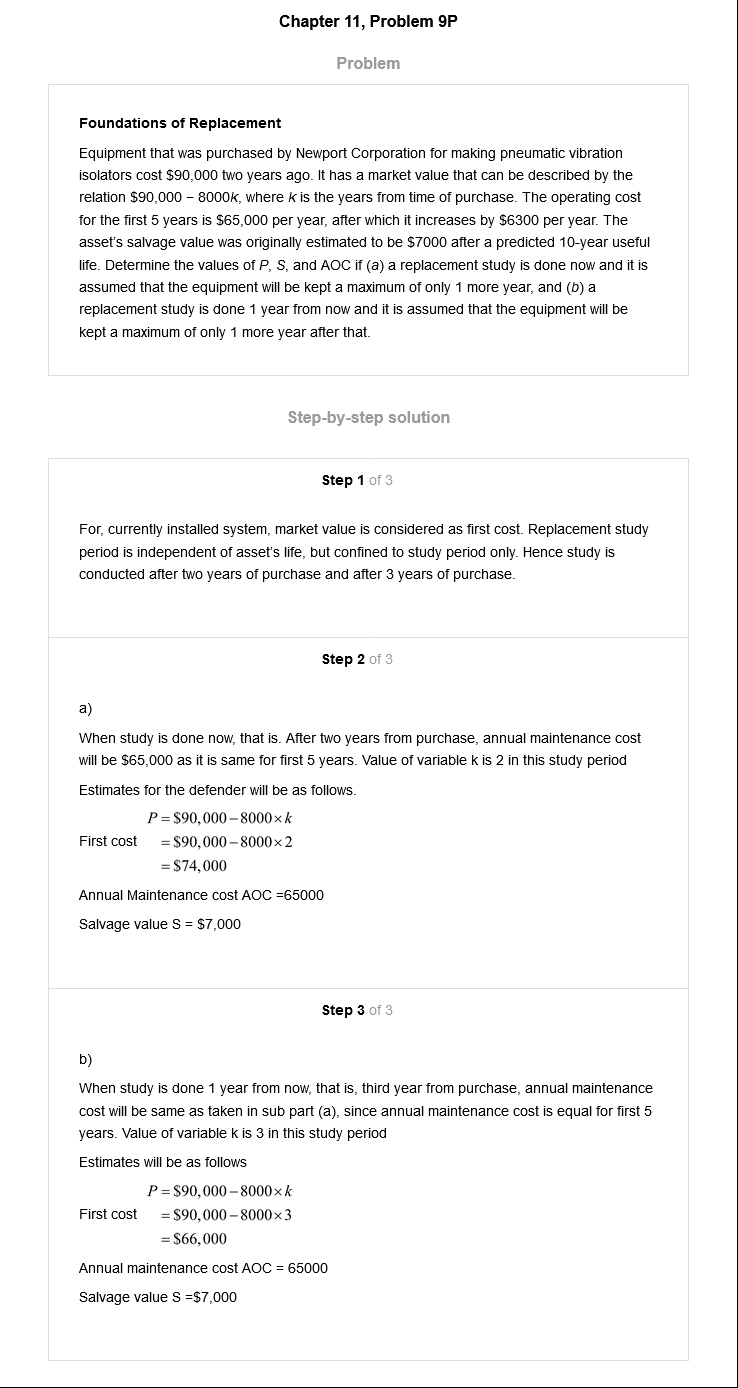 Chapter 11, Problem 9P
Problem
Foundations of Replacement
Equipment that was purchased by Newport Corporation for making pneumatic vibration
isolators cost $90,000 two years ago. It has a market value that can be described by the
relation $90,000 − 8000k, where k is the years from time of purchase. The operating cost
for the first 5 years is $65,000 per year, after which it increases by $6300 per year. The
asset's salvage value was originally estimated to be $7000 after a predicted 10-year useful
life. Determine the values of P, S, and AOC if (a) a replacement study is done now and it is
assumed that the equipment will be kept a maximum of only 1 more year, and (b) a
replacement study is done 1 year from now and it is assumed that the equipment will be
kept a maximum of only 1 more year after that.
Step-by-step solution
Step 1 of 3
For, currently installed system, market value is considered as first cost. Replacement study
period is independent of asset's life, but confined to study period only. Hence study is
conducted after two years of purchase and after 3 years of purchase.
Step 2 of 3
a)
When study is done now, that is. After two years from purchase, annual maintenance cost
will be $65,000 as it is same for first 5 years. Value of variable k is 2 in this study period
Estimates for the defender will be as follows.
P = $90,000 − 8000 × k
First cost = $90,000 − 8000 × 2
= $74,000
Annual Maintenance cost AOC =65000
Salvage value S = $7,000
Step 3 of 3
b)
When study is done 1 year from now, that is, third year from purchase, annual maintenance
cost will be same as taken in sub part (a), since annual maintenance cost is equal for first 5
years. Value of variable k is 3 in this study period
Estimates will be as follows
P = $90,000 − 8000 × k
First cost = $90,000 − 8000 × 3
= $66,000
Annual maintenance cost AOC = 65000
Salvage value S =$7,000